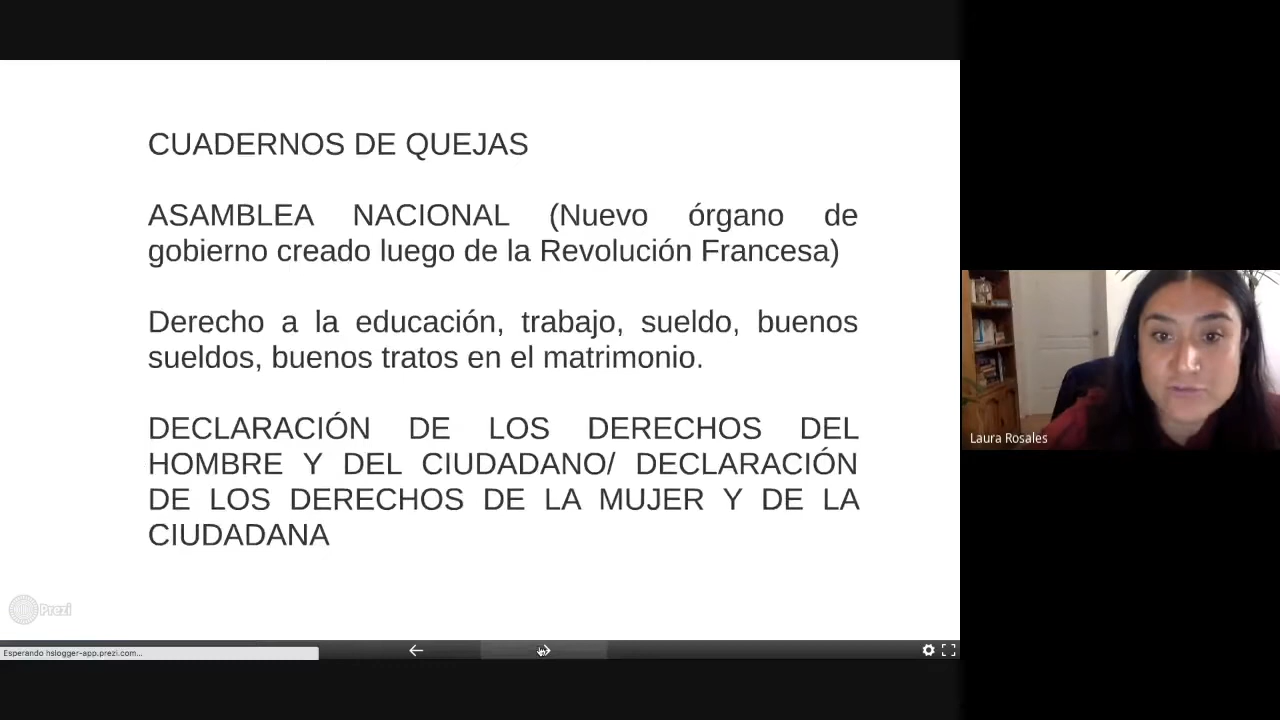 CUADERNOS DE QUEJAS
ASAMBLEA NACIONAL (Nuevo órgano de
gobierno creado luego de la Revolución Francesa)
Derecho a la educación, trabajo, sueldo, buenos
sueldos, buenos tratos en el matrimonio.
DECLARACIÓN DE LOS DERECHOS DEL
HOMBRE Y DEL CIUDADANO/ DECLARACIÓN
DE LOS DERECHOS DE LA MUJER Y DE LA
CIUDADANA
Prezi
Esperando hslogger-app.prezi.com...
Laura Rosales